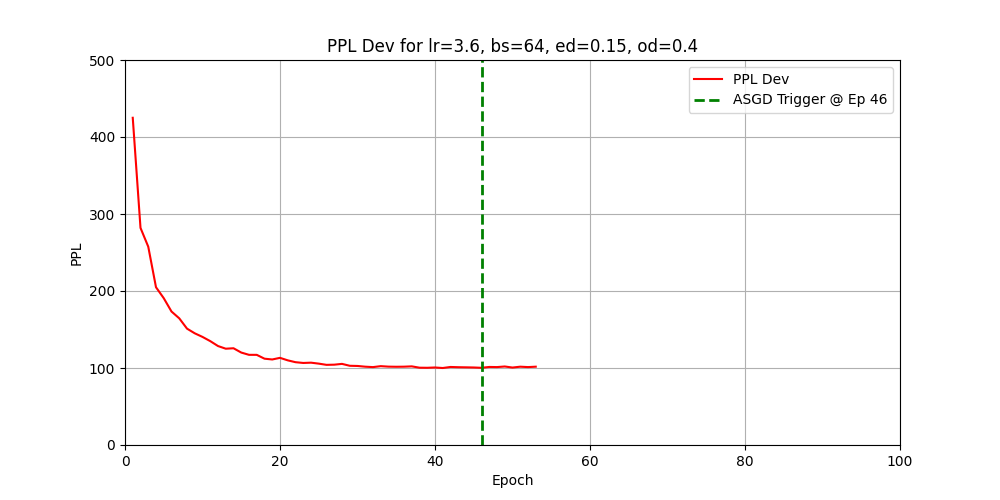 PPL Dev for lr=3.6, bs=64, ed=0.15, od=0.4
500
400
300
200
100
0
PPL
PPL Dev
ASGD Trigger @ Ep 46
0 20 40 60 80 100
Epoch